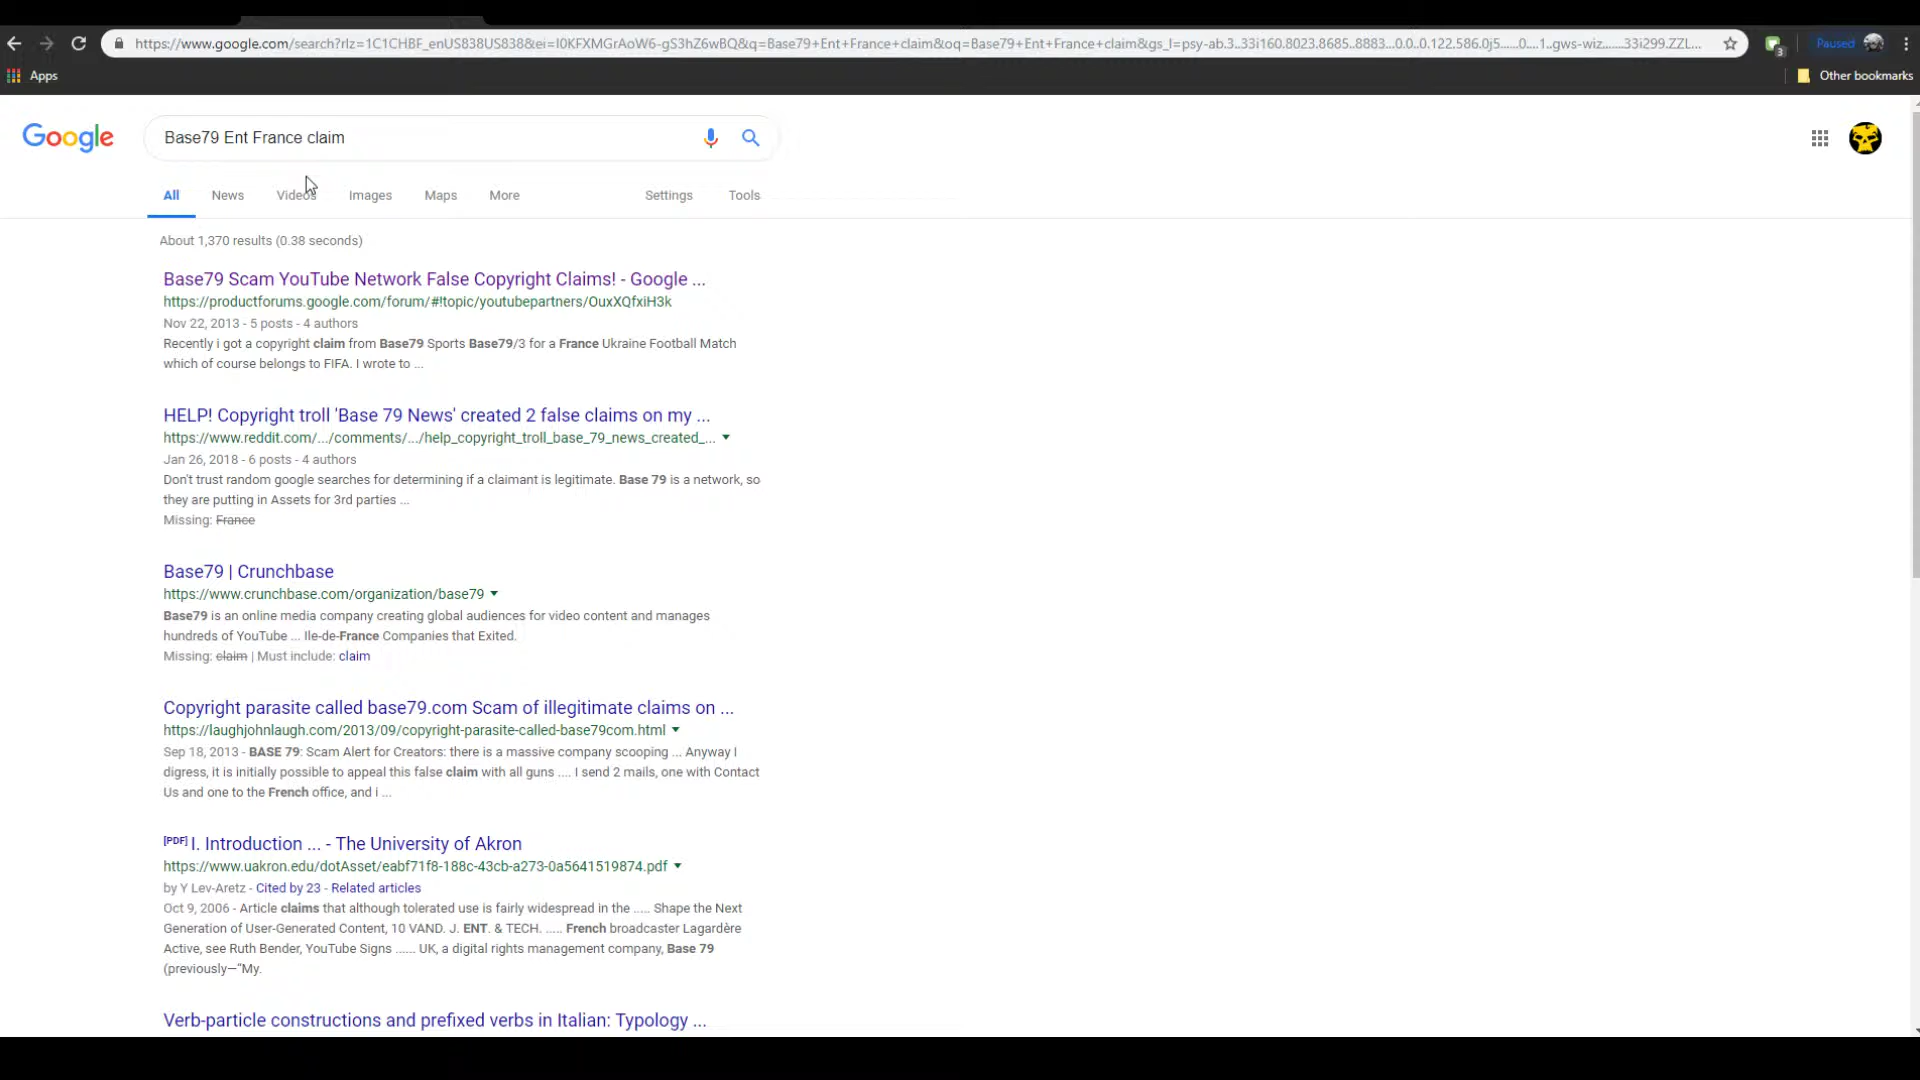 https://www.google.com/search?rlz=1C1CHBF_enUS838US838&ei=I0KFXMGrAoW6-gS3hZ6wBQ&q=Base79+Ent+France+claim&oq=Base79+Ent+France+claim&gs_l=psy-ab.3..33i160.8023.8685..8883...0.0..0.122.586.0j5......0....1..gws-wiz.......33i299.ZZL...
3
Paused
Apps
Other bookmarks
Google
Base79 Ent France claim
All News Videos Images Maps More Settings Tools
About 1,370 results (0.38 seconds)
Base79 Scam YouTube Network False Copyright Claims! - Google ...
https://productforums.google.com/forum/#!topic/youtubepartners/OuxXQfxiH3k
Nov 22, 2013 - 5 posts - 4 authors
Recently i got a copyright claim from Base79 Sports Base79/3 for a France Ukraine Football Match
which of course belongs to FIFA. I wrote to ...
HELP! Copyright troll 'Base 79 News' created 2 false claims on my ...
https://www.reddit.com/.../comments/.../help_copyright_troll_base_79_news_created_...
Jan 26, 2018 - 6 posts - 4 authors
Don't trust random google searches for determining if a claimant is legitimate. Base 79 is a network, so
they are putting in Assets for 3rd parties ...
Missing: France
Base79 | Crunchbase
https://www.crunchbase.com/organization/base79
Base79 is an online media company creating global audiences for video content and manages
hundreds of YouTube ... Ile-de-France Companies that Exited.
Missing: claim | Must include: claim
Copyright parasite called base79.com Scam of illegitimate claims on ...
https://laughjohnlaugh.com/2013/09/copyright-parasite-called-base79com.html
Sep 18, 2013 - BASE 79: Scam Alert for Creators: there is a massive company scooping ... Anyway I
digress, it is initially possible to appeal this false claim with all guns .... I send 2 mails, one with Contact
Us and one to the French office, and i ...
[PDF] I. Introduction ... - The University of Akron
https://www.uakron.edu/dotAsset/eabf71f8-188c-43cb-a273-0a5641519874.pdf
by Y Lev-Aretz - Cited by 23 - Related articles
Oct 9, 2006 - Article claims that although tolerated use is fairly widespread in the ..... Shape the Next
Generation of User-Generated Content, 10 VAND. J. ENT. & TECH. ..... French broadcaster Lagardère
Active, see Ruth Bender, YouTube Signs ...... UK, a digital rights management company, Base 79
(previously—"My.
Verb-particle constructions and prefixed verbs in Italian: Typology ...